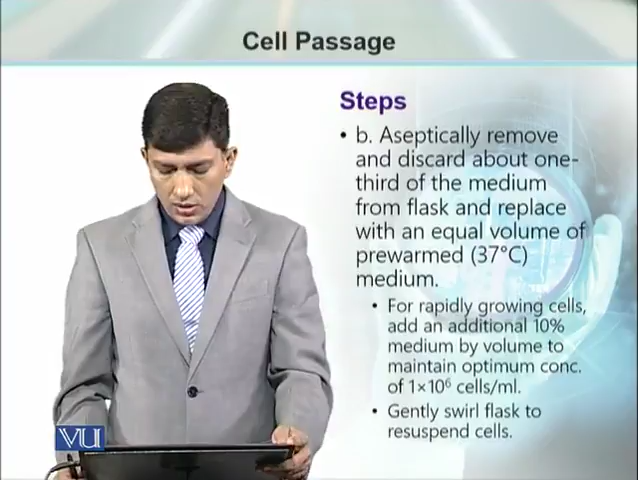 Cell Passage
Steps
• b. Aseptically remove
and discard about one-
third of the medium
from flask and replace
with an equal volume of
prewarmed (37°C)
medium.
• For rapidly growing cells,
add an additional 10%
medium by volume to
maintain optimum conc.
of 1×10⁶ cells/ml.
• Gently swirl flask to
resuspend cells.
VU